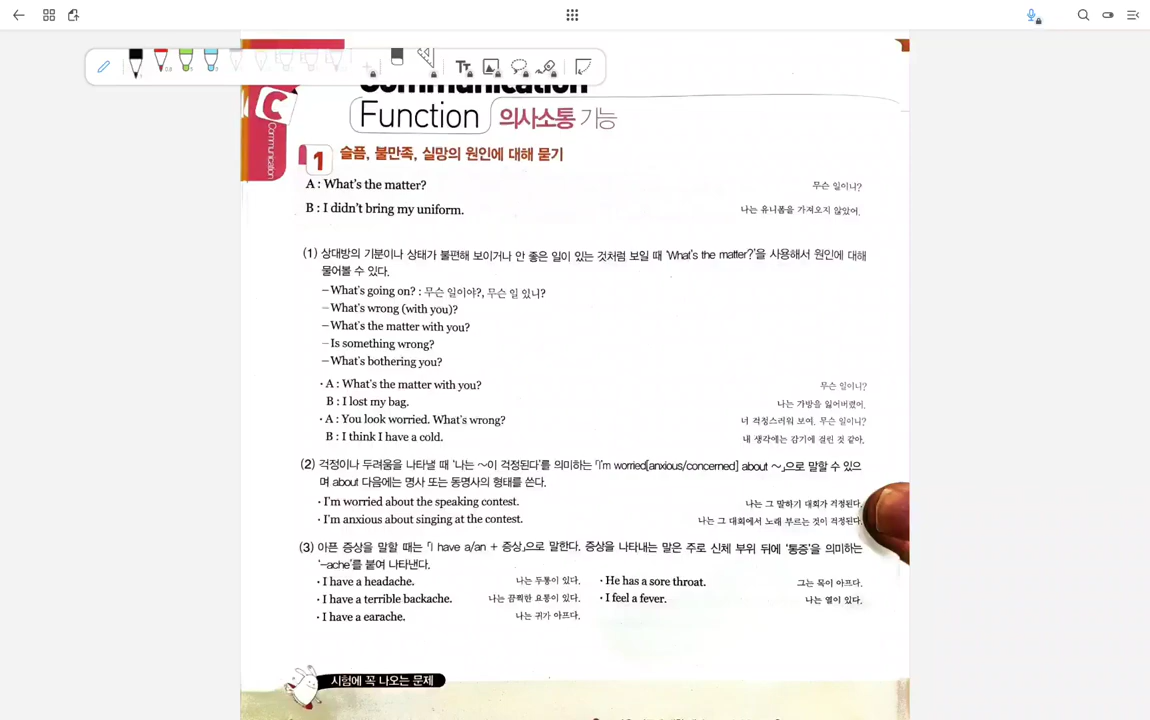 Communication
Function 의사소통 기능
C
Communication
1 슬픔, 불만족, 실망의 원인에 대해 묻기
A : What's the matter? 무슨 일이니?
B : I didn't bring my uniform. 나는 유니폼을 가져오지 않았어.
(1) 상대방의 기분이나 상태가 불편해 보이거나 안 좋은 일이 있는 것처럼 보일 때 'What's the matter?'을 사용해서 원인에 대해
물어볼 수 있다.
– What's going on? : 무슨 일이야?, 무슨 일 있니?
– What's wrong (with you)?
– What's the matter with you?
– Is something wrong?
– What's bothering you?
· A : What's the matter with you? 무슨 일이니?
B : I lost my bag. 나는 가방을 잃어버렸어.
· A : You look worried. What's wrong? 너 걱정스러워 보여. 무슨 일이니?
B : I think I have a cold. 내 생각에는 감기에 걸린 것 같아.
(2) 걱정이나 두려움을 나타낼 때 '나는 ~이 걱정된다'를 의미하는 「I'm worried[anxious/concerned] about ~」으로 말할 수 있으
며 about 다음에는 명사 또는 동명사의 형태를 쓴다.
· I'm worried about the speaking contest. 나는 그 말하기 대회가 걱정된다.
· I'm anxious about singing at the contest. 나는 그 대회에서 노래 부르는 것이 걱정된다.
(3) 아픈 증상을 말할 때는 「I have a/an + 증상」으로 말한다. 증상을 나타내는 말은 주로 신체 부위 뒤에 '통증'을 의미하는
'–ache'를 붙여 나타낸다.
· I have a headache. 나는 두통이 있다. · He has a sore throat. 그는 목이 아프다.
· I have a terrible backache. 나는 끔찍한 요통이 있다. · I feel a fever. 나는 열이 있다.
· I have a earache. 나는 귀가 아프다.
시험에 꼭 나오는 문제